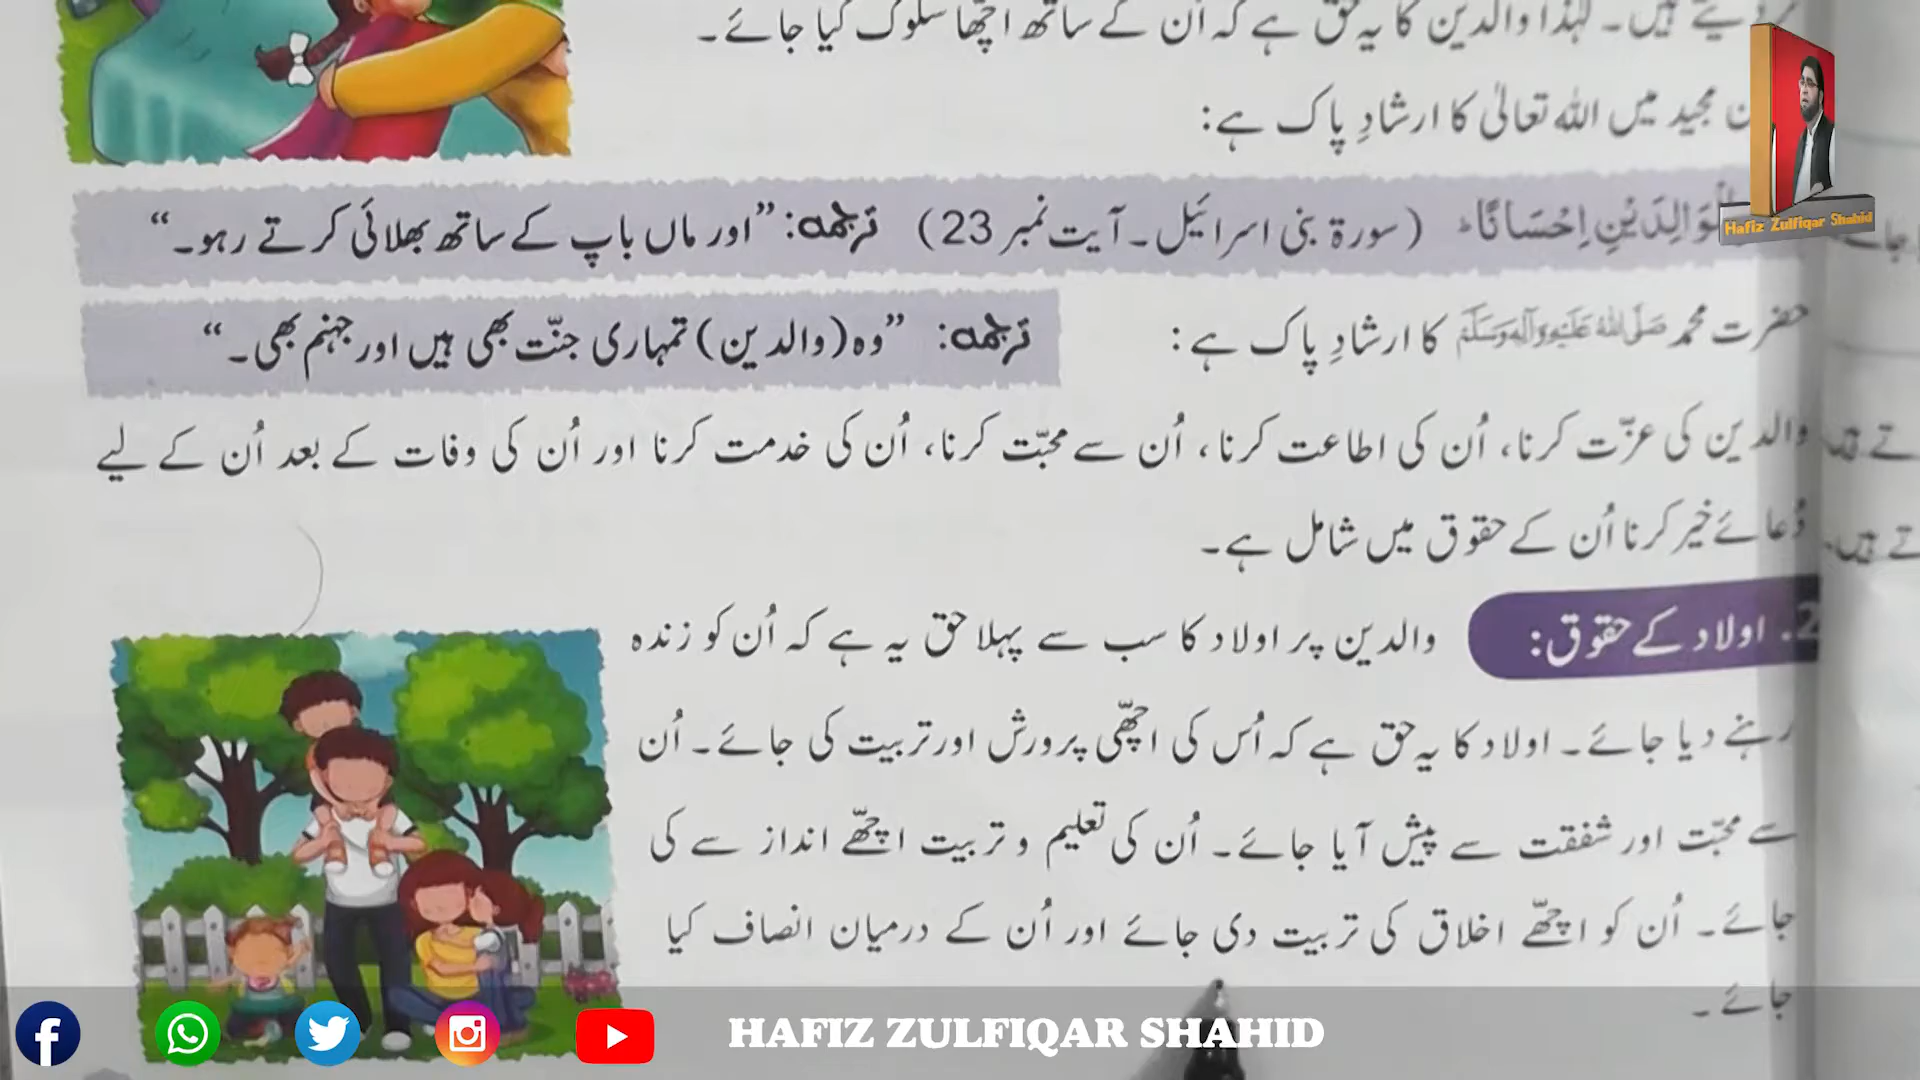 دیتے ہیں۔ لہٰذا والدین کا یہ حق ہے کہ اُن کے ساتھ اچھا سلوک کیا جائے۔
مجید میں اللہ تعالیٰ کا ارشادِ پاک ہے:
اِحْسَانًا ؕ (سورۃ بنی اسرائیل۔ آیت نمبر 23) ترجمہ: ”اور ماں باپ کے ساتھ بھلائی کرتے رہو۔“
حضرت محمد صَلَّی اللہُ عَلَیْہِ وَآلِہٖ وَسَلَّمَ کا ارشادِ پاک ہے: ترجمہ: ”وہ (والدین) تمہاری جنّت بھی ہیں اور جہنم بھی۔“
والدین کی عزّت کرنا، اُن کی اطاعت کرنا، اُن سے محبّت کرنا، اُن کی خدمت کرنا اور اُن کی وفات کے بعد اُن کے لیے
دُعائے خیر کرنا اُن کے حقوق میں شامل ہے۔
2۔ اولاد کے حقوق: والدین پر اولاد کا سب سے پہلا حق یہ ہے کہ اُن کو زندہ
رہنے دیا جائے۔ اولاد کا یہ حق ہے کہ اُس کی اچھّی پرورش اور تربیت کی جائے۔ اُن
سے محبّت اور شفقت سے پیش آیا جائے۔ اُن کی تعلیم و تربیت اچھّے انداز سے کی
جائے۔ اُن کو اچھّے اخلاق کی تربیت دی جائے اور اُن کے درمیان انصاف کیا
جائے۔
Hafiz Zulfiqar Shahid
HAFIZ ZULFIQAR SHAHID